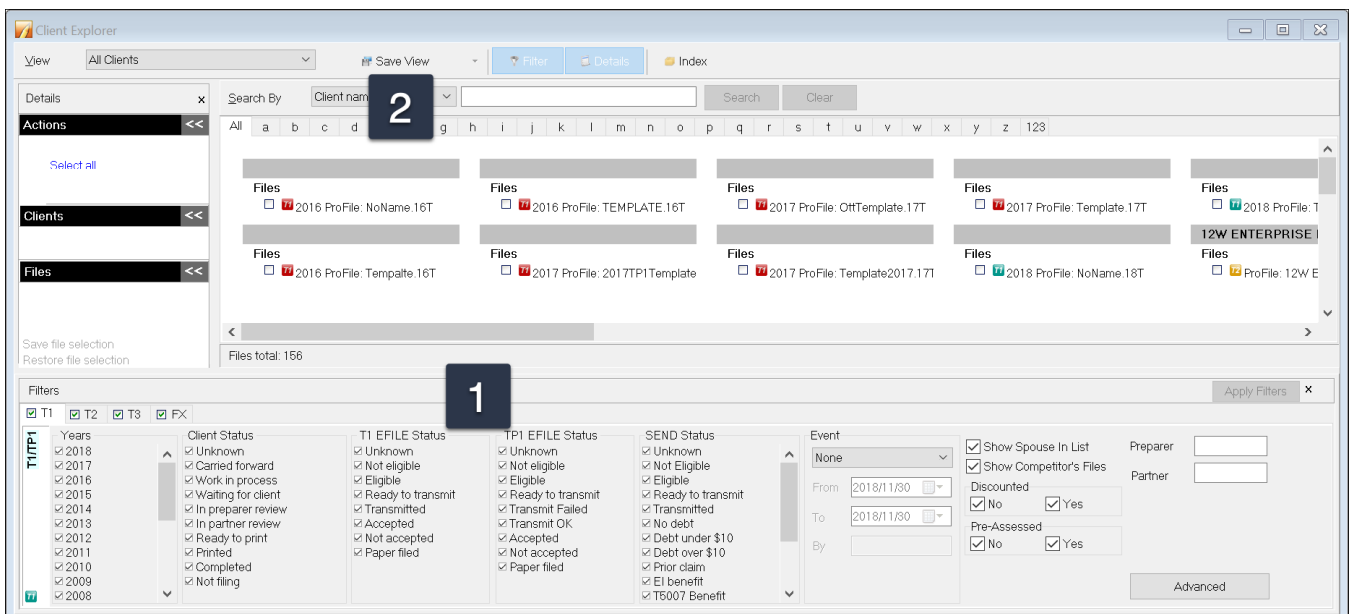 Client Explorer
View All Clients Save View Filter Details Index
Details x Search By Client nam Search Clear
Actions << All a b c d g h i j k l m n o p q r s t u v w x y z 123
Select all
Files Files Files Files Files
2016 ProFile: NoName.16T 2016 ProFile: TEMPLATE.16T 2017 ProFile: OttTemplate.17T 2017 ProFile: Template.17T 2018 ProFile: T
Clients <<
12W ENTERPRISE
Files Files Files Files Files
Files << 2016 ProFile: Tempalte.16T 2017 ProFile: 2017TP1Template 2017 ProFile: Template2017.17T 2018 ProFile: NoName.18T ProFile: 12W E
Save file selection
Restore file selection
Files total: 156
2
1
Filters Apply Filters x
T1 T2 T3 FX
T1/TP1
Years
2018
2017
2016
2015
2014
2013
2012
2011
2010
2009
2008
Client Status
Unknown
Carried forward
Work in process
Waiting for client
In preparer review
In partner review
Ready to print
Printed
Completed
Not filing
T1 EFILE Status
Unknown
Not eligible
Eligible
Ready to transmit
Transmitted
Accepted
Not accepted
Paper filed
TP1 EFILE Status
Unknown
Not eligible
Eligible
Ready to transmit
Transmit Failed
Transmit OK
Accepted
Not accepted
Paper filed
SEND Status
Unknown
Not Eligible
Eligible
Ready to transmit
Transmitted
No debt
Debt under $10
Debt over $10
Prior claim
EI benefit
T5007 Benefit
Event
None
From 2018/11/30
To 2018/11/30
By
Show Spouse In List
Show Competitor's Files
Discounted
No Yes
Pre-Assessed
No Yes
Preparer
Partner
Advanced